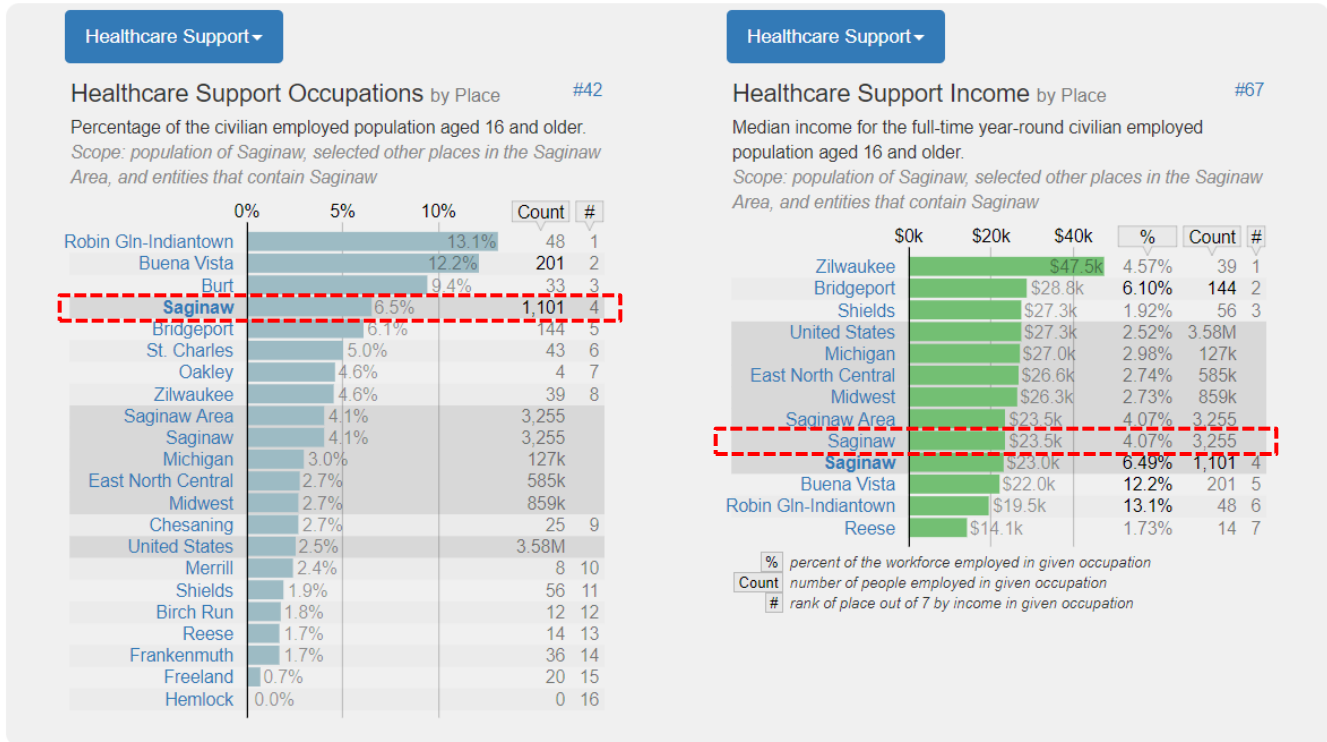 Healthcare Support
Healthcare Support Occupations by Place #42
Percentage of the civilian employed population aged 16 and older.
Scope: population of Saginaw, selected other places in the Saginaw
Area, and entities that contain Saginaw
0% 5% 10% Count #
Robin Gln-Indiantown 13.1% 48 1
Buena Vista 12.2% 201 2
Burt 9.4% 33 3
Saginaw 6.5% 1,101 4
Bridgeport 6.1% 144 5
St. Charles 5.0% 43 6
Oakley 4.6% 4 7
Zilwaukee 4.6% 39 8
Saginaw Area 4.1% 3,255
Saginaw 4.1% 3,255
Michigan 3.0% 127k
East North Central 2.7% 585k
Midwest 2.7% 859k
Chesaning 2.7% 25 9
United States 2.5% 3.58M
Merrill 2.4% 8 10
Shields 1.9% 56 11
Birch Run 1.8% 12 12
Reese 1.7% 14 13
Frankenmuth 1.7% 36 14
Freeland 0.7% 20 15
Hemlock 0.0% 0 16
Healthcare Support
Healthcare Support Income by Place #67
Median income for the full-time year-round civilian employed
population aged 16 and older.
Scope: population of Saginaw, selected other places in the Saginaw
Area, and entities that contain Saginaw
$0k $20k $40k % Count #
Zilwaukee $47.5k 4.57% 39 1
Bridgeport $28.8k 6.10% 144 2
Shields $27.3k 1.92% 56 3
United States $27.3k 2.52% 3.58M
Michigan $27.0k 2.98% 127k
East North Central $26.6k 2.74% 585k
Midwest $26.3k 2.73% 859k
Saginaw Area $23.5k 4.07% 3,255
Saginaw $23.5k 4.07% 3,255
Saginaw $23.0k 6.49% 1,101 4
Buena Vista $22.0k 12.2% 201 5
Robin Gln-Indiantown $19.5k 13.1% 48 6
Reese $14.1k 1.73% 14 7
% percent of the workforce employed in given occupation
Count number of people employed in given occupation
# rank of place out of 7 by income in given occupation